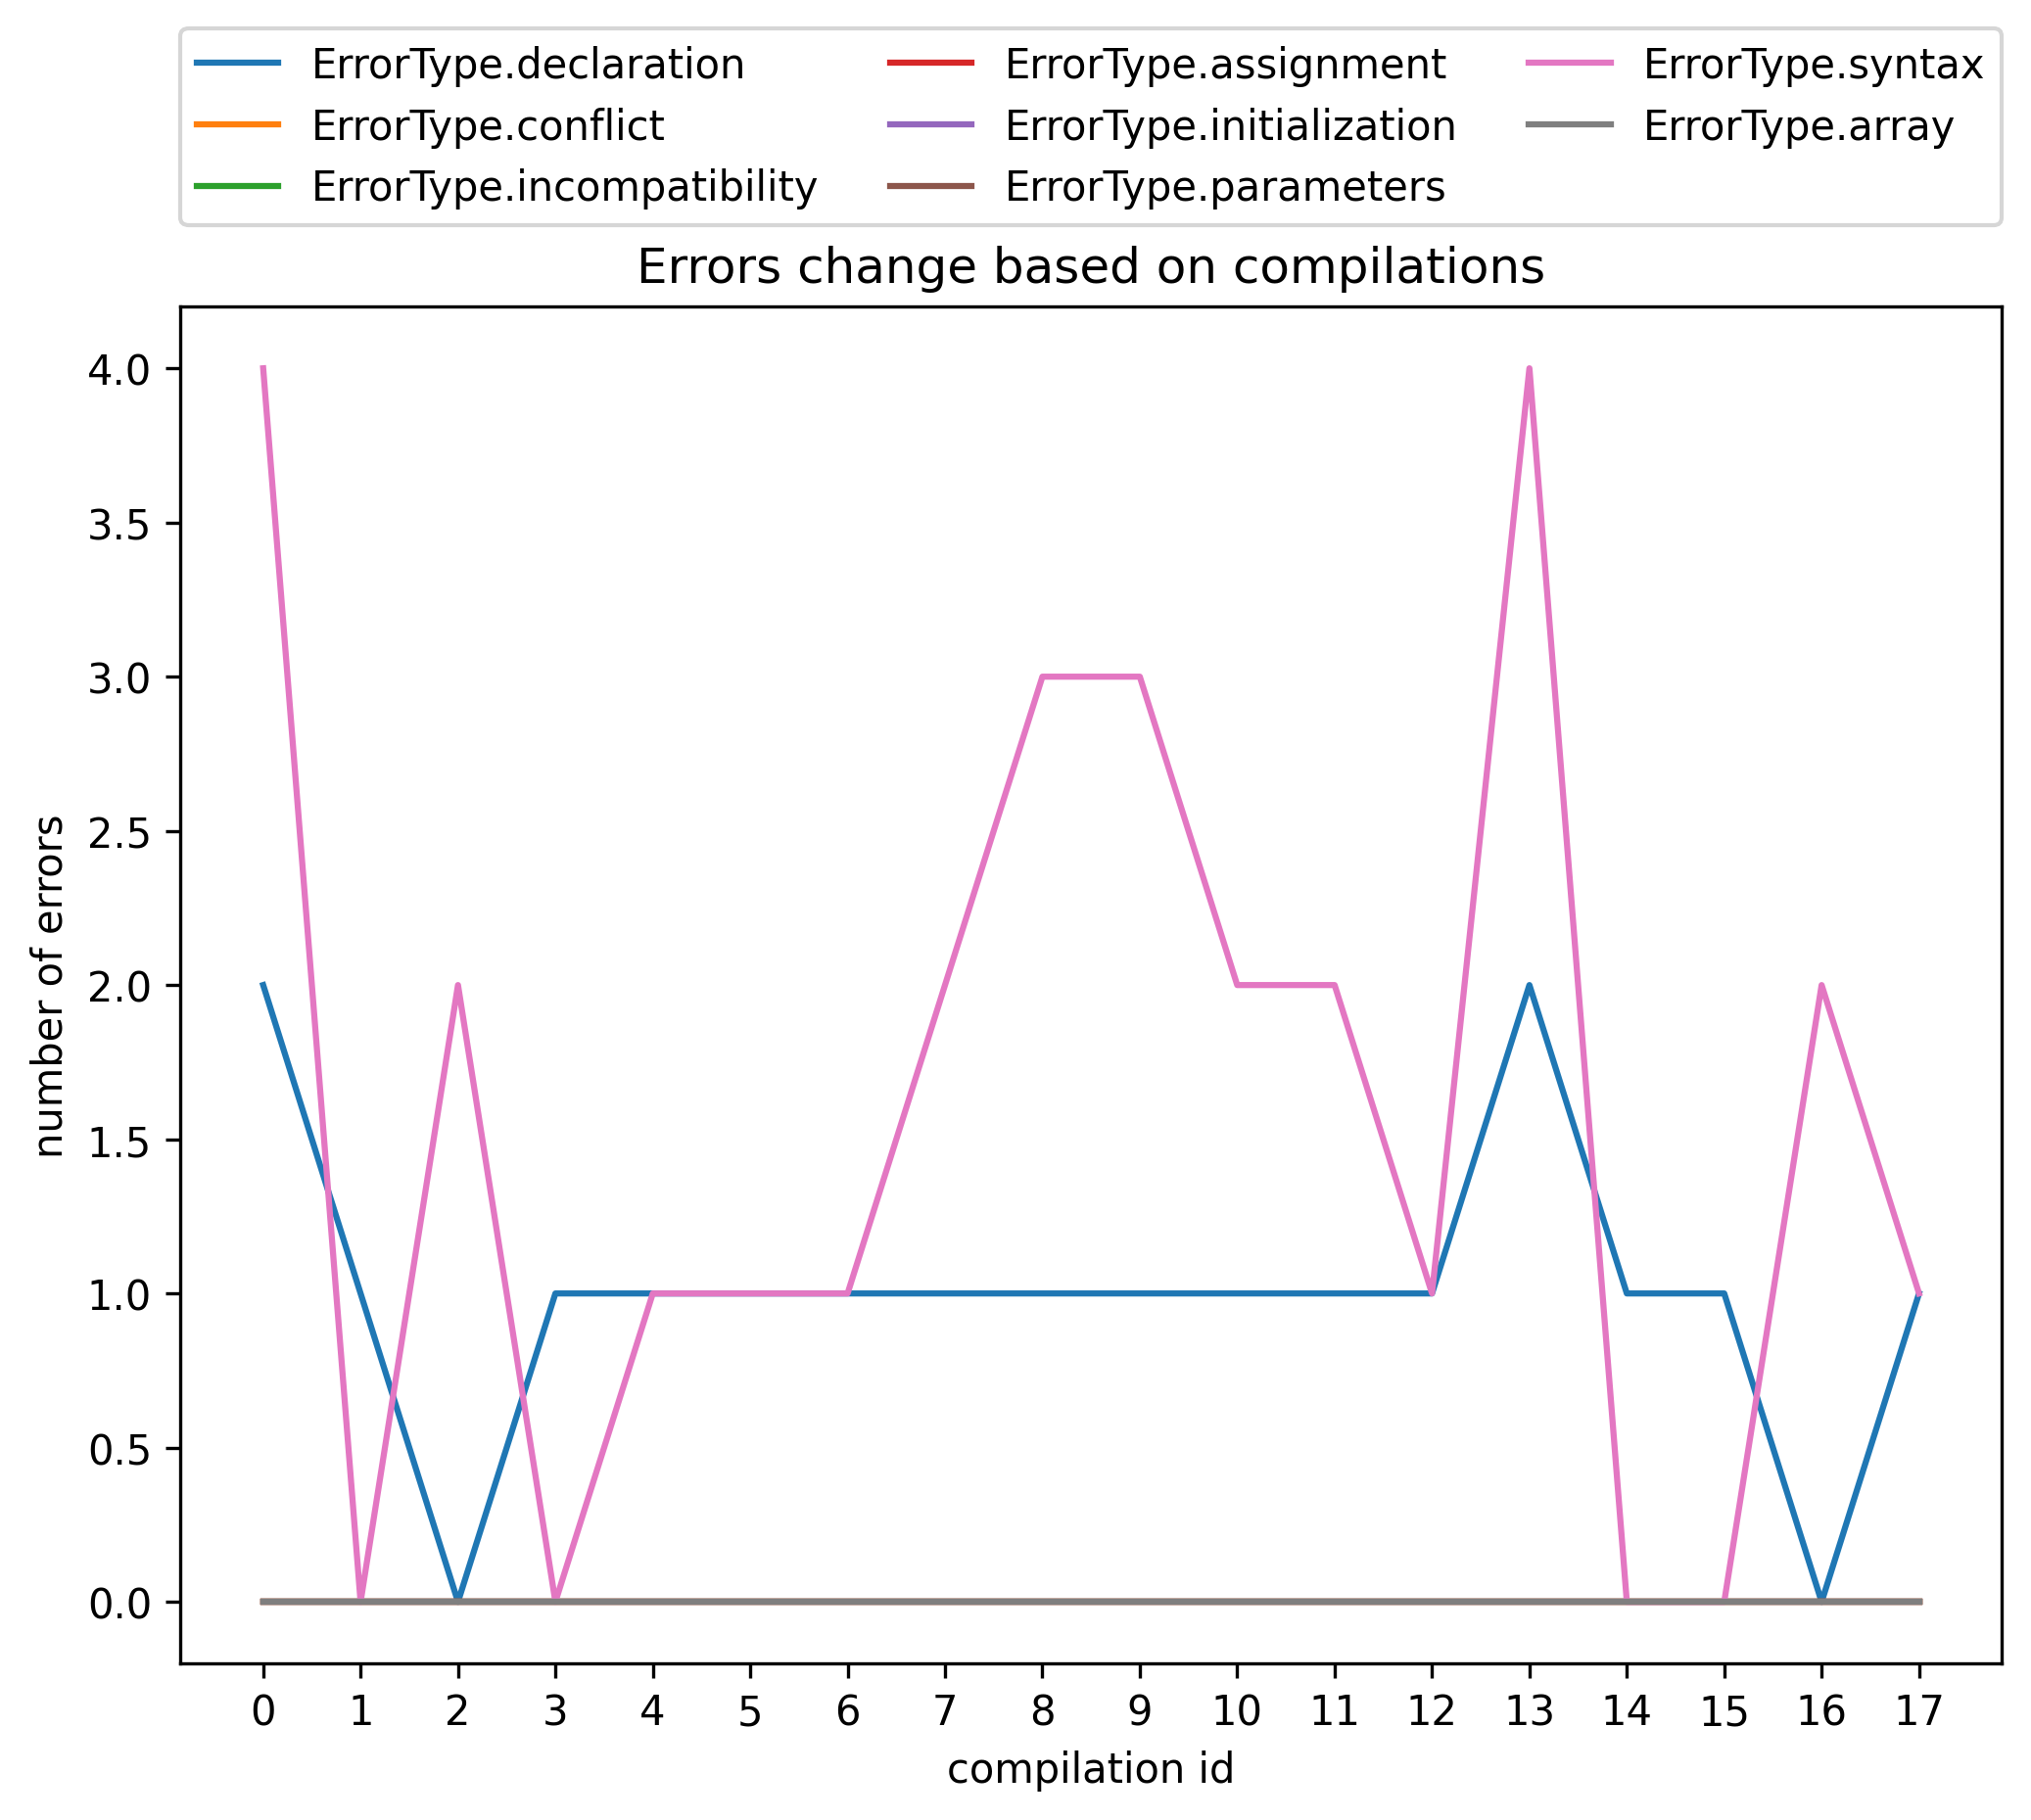 ErrorType.declaration
ErrorType.conflict
ErrorType.incompatibility
ErrorType.assignment
ErrorType.initialization
ErrorType.parameters
ErrorType.syntax
ErrorType.array
Errors change based on compilations
number of errors
4.0
3.5
3.0
2.5
2.0
1.5
1.0
0.5
0.0
0 1 2 3 4 5 6 7 8 9 10 11 12 13 14 15 16 17
compilation id